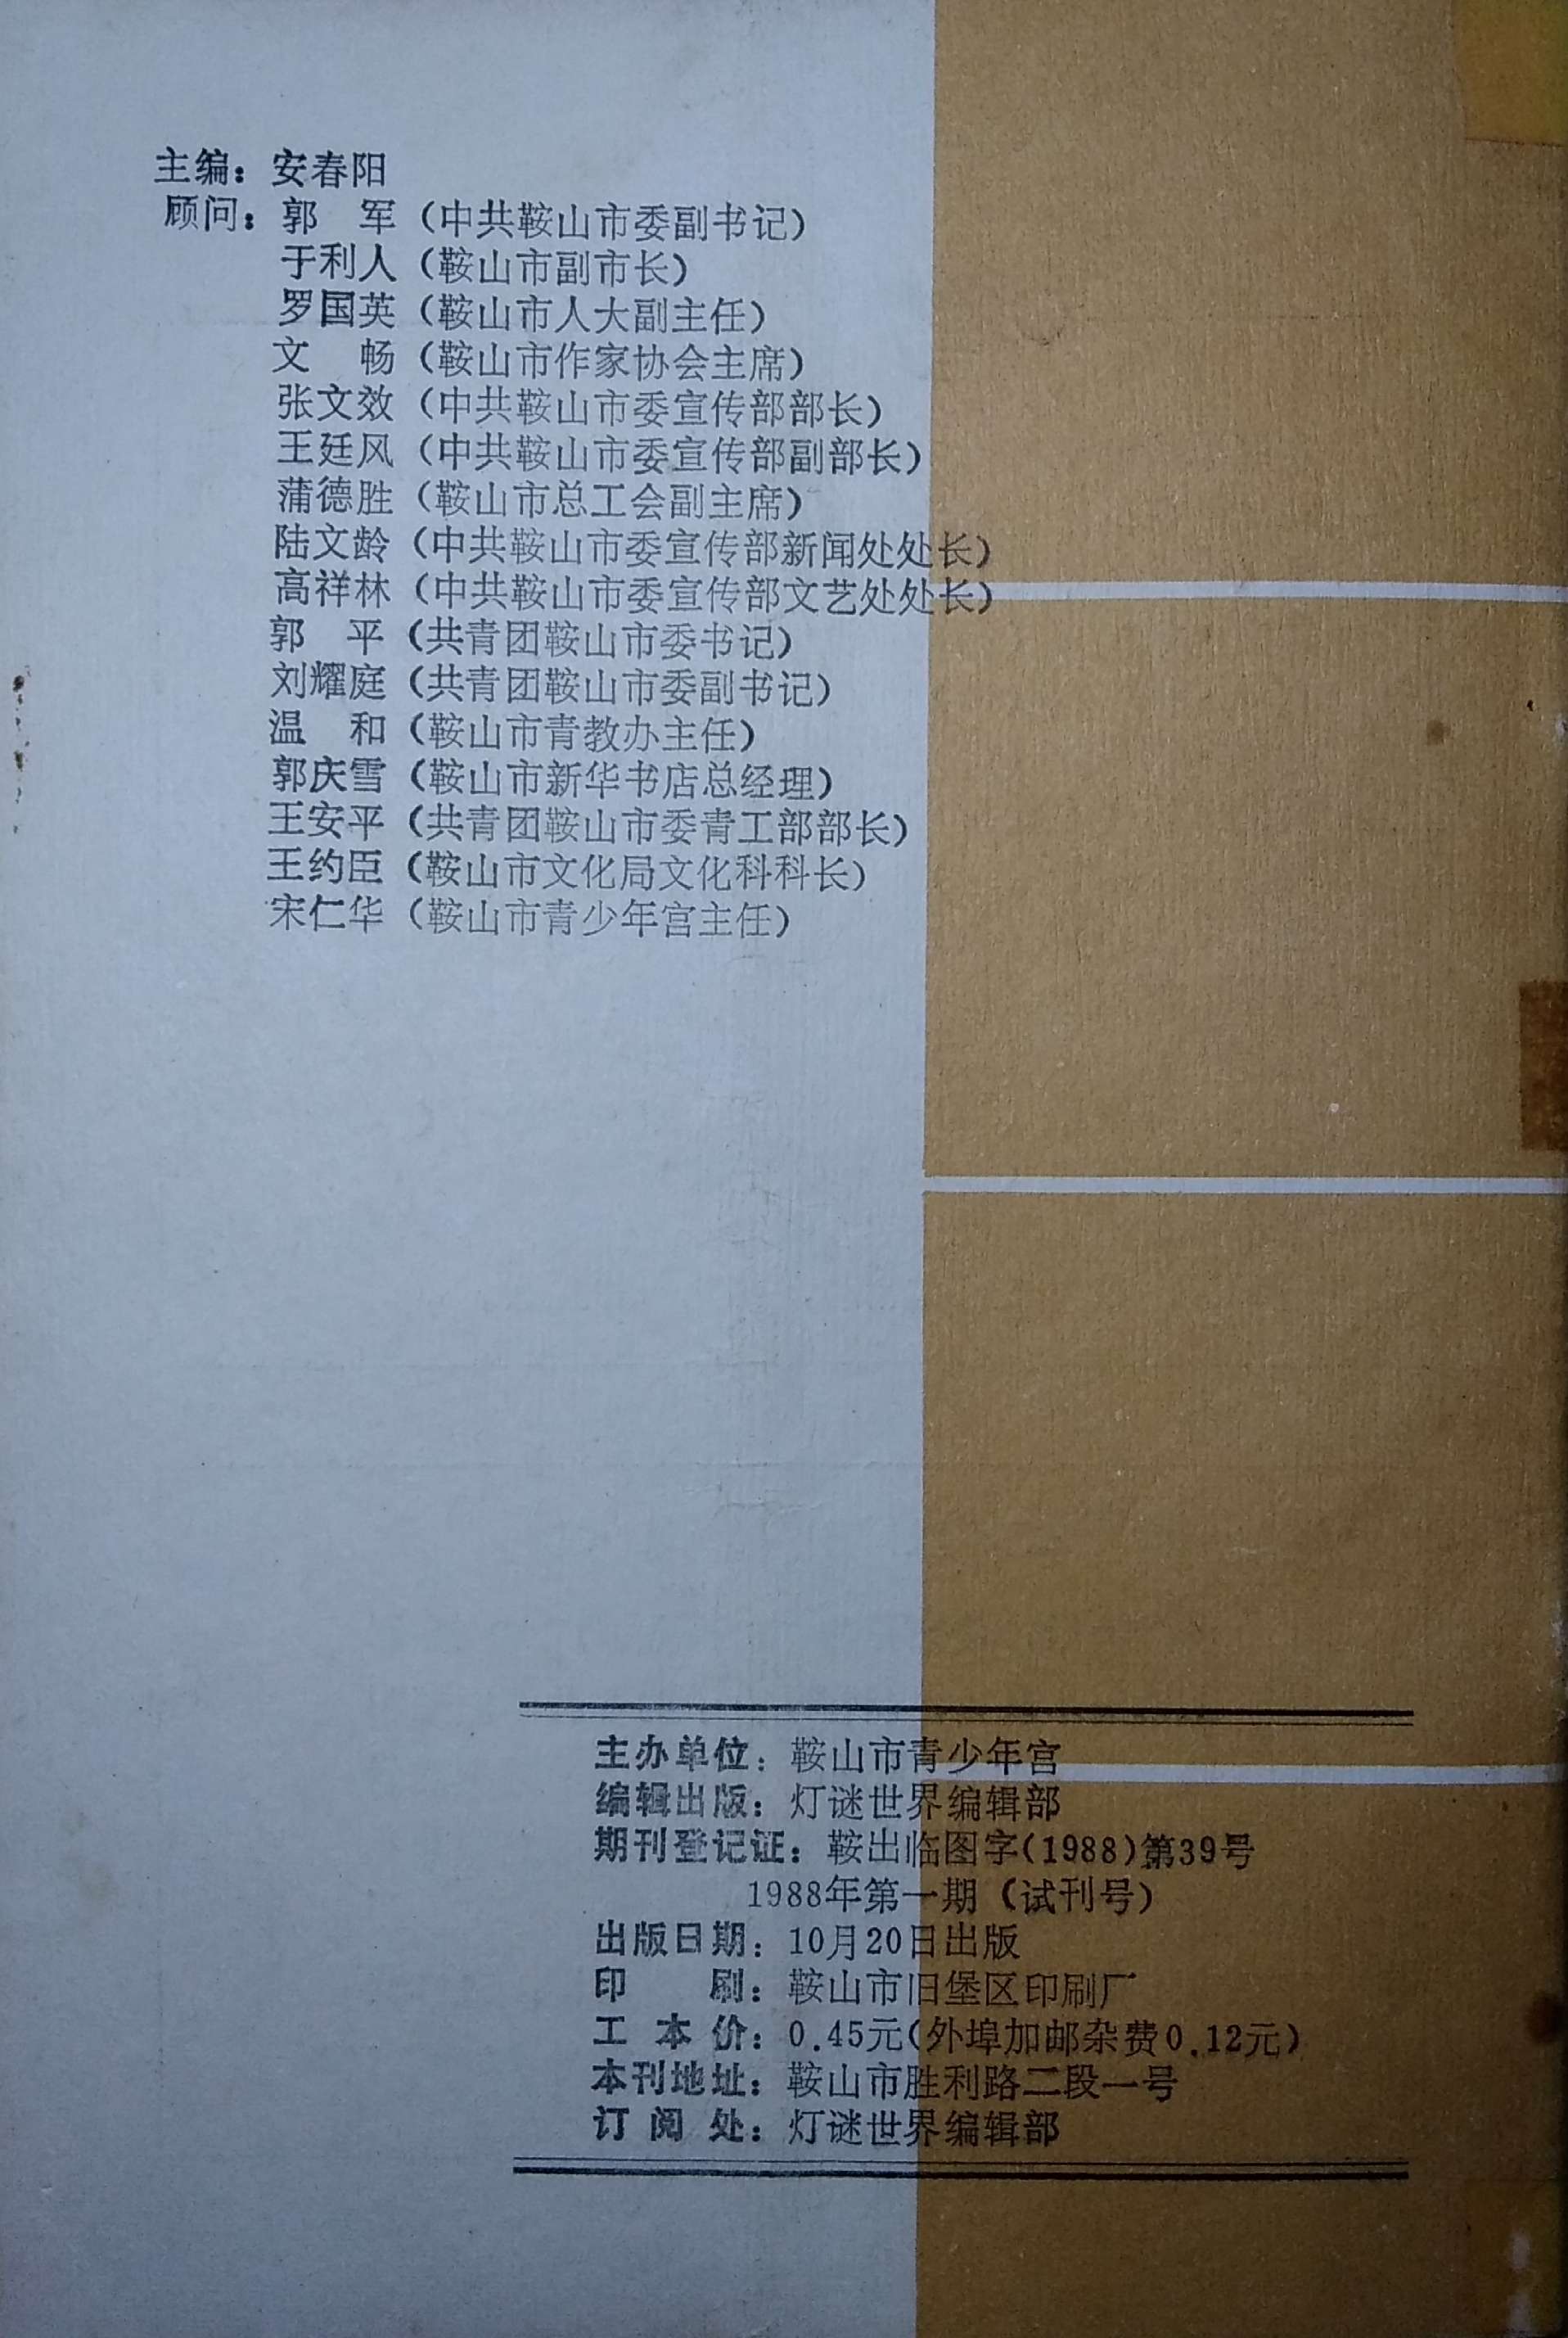 主编：安春阳
顾问：郭　军（中共鞍山市委副书记）
于利人（鞍山市副市长）
罗国英（鞍山市人大副主任）
文　畅（鞍山市作家协会主席）
张文效（中共鞍山市委宣传部部长）
王廷风（中共鞍山市委宣传部副部长）
蒲德胜（鞍山市总工会副主席）
陆文龄（中共鞍山市委宣传部新闻处处长）
高祥林（中共鞍山市委宣传部文艺处处长）
郭　平（共青团鞍山市委书记）
刘耀庭（共青团鞍山市委副书记）
温　和（鞍山市青教办主任）
郭庆雪（鞍山市新华书店总经理）
王安平（共青团鞍山市委青工部部长）
王约臣（鞍山市文化局文化科科长）
宋仁华（鞍山市青少年宫主任）
主办单位：鞍山市青少年宫
编辑出版：灯谜世界编辑部
期刊登记证：鞍出临图字(1988)第39号
1988年第一期（试刊号）
出版日期：10月20日出版
印　　刷：鞍山市旧堡区印刷厂
工 本 价：0.45元(外埠加邮杂费0.12元)
本刊地址：鞍山市胜利路二段一号
订 阅 处：灯谜世界编辑部